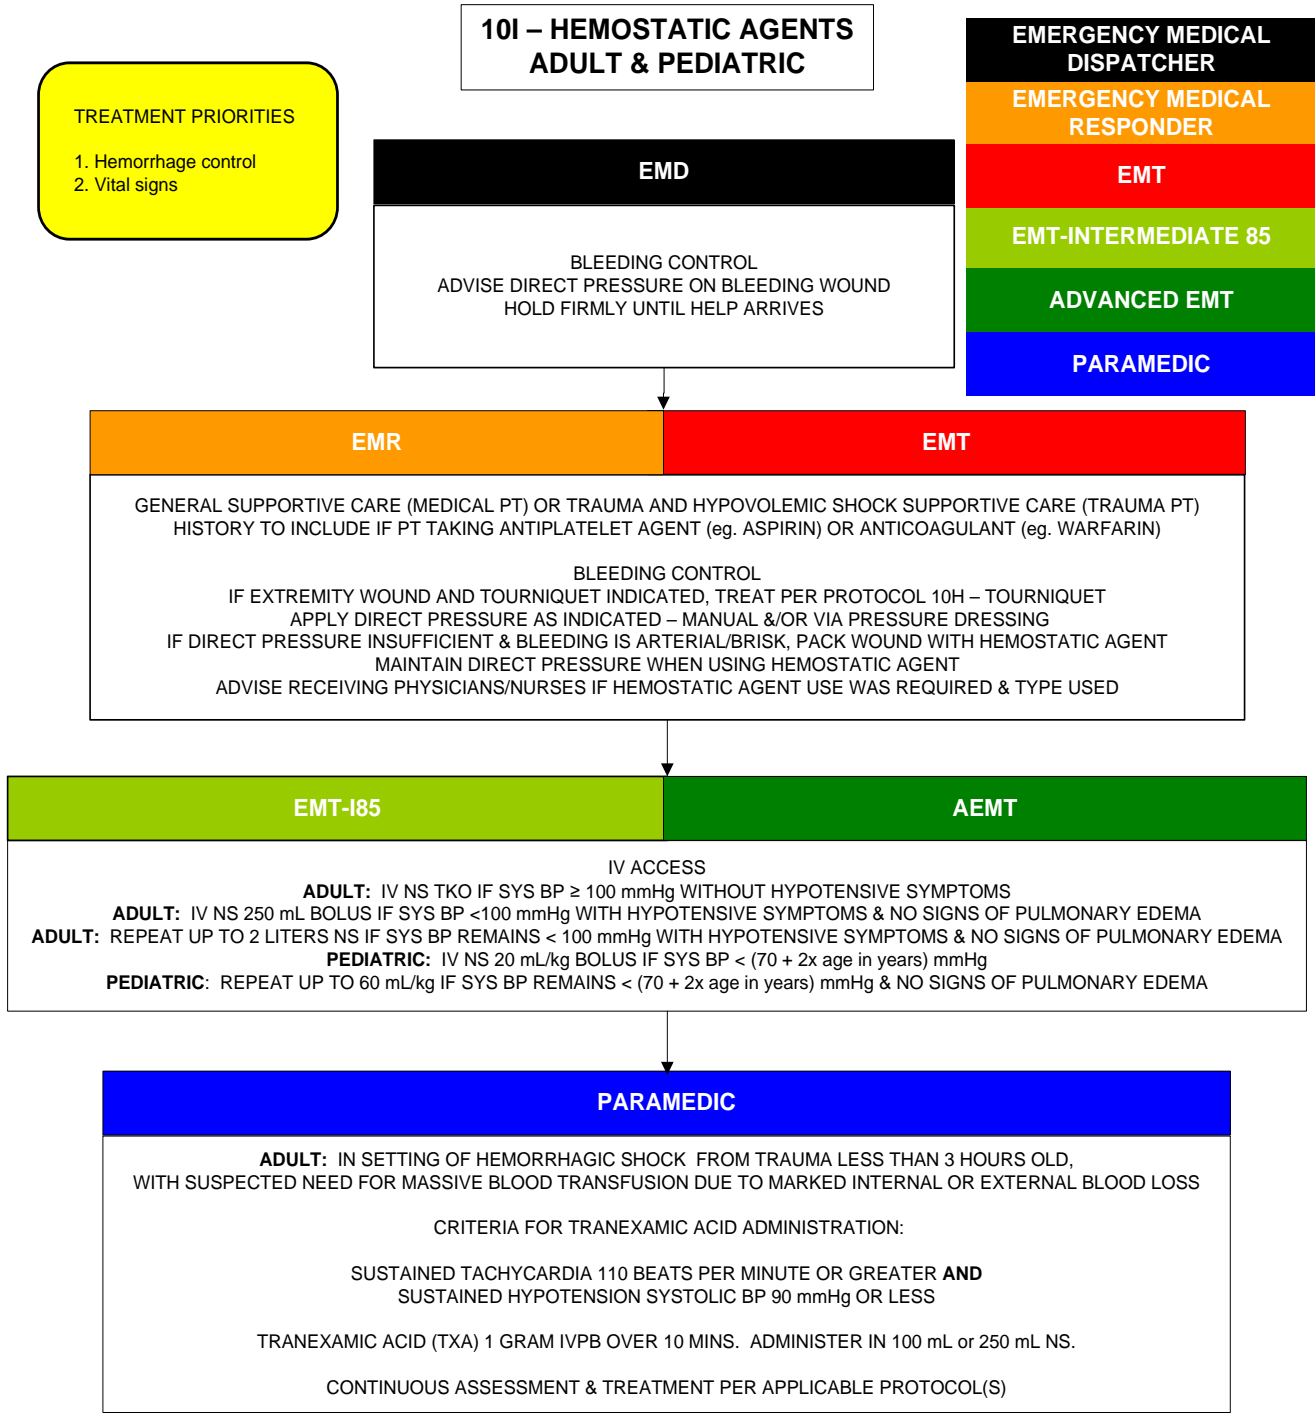 10I – HEMOSTATIC AGENTS
ADULT & PEDIATRIC
EMERGENCY MEDICAL
DISPATCHER
EMERGENCY MEDICAL
RESPONDER
EMT
EMT-INTERMEDIATE 85
ADVANCED EMT
PARAMEDIC
TREATMENT PRIORITIES
1. Hemorrhage control
2. Vital signs
EMD
BLEEDING CONTROL
ADVISE DIRECT PRESSURE ON BLEEDING WOUND
HOLD FIRMLY UNTIL HELP ARRIVES
EMR
EMT
GENERAL SUPPORTIVE CARE (MEDICAL PT) OR TRAUMA AND HYPOVOLEMIC SHOCK SUPPORTIVE CARE (TRAUMA PT)
HISTORY TO INCLUDE IF PT TAKING ANTIPLATELET AGENT (eg. ASPIRIN) OR ANTICOAGULANT (eg. WARFARIN)
BLEEDING CONTROL
IF EXTREMITY WOUND AND TOURNIQUET INDICATED, TREAT PER PROTOCOL 10H – TOURNIQUET
APPLY DIRECT PRESSURE AS INDICATED – MANUAL &/OR VIA PRESSURE DRESSING
IF DIRECT PRESSURE INSUFFICIENT & BLEEDING IS ARTERIAL/BRISK, PACK WOUND WITH HEMOSTATIC AGENT
MAINTAIN DIRECT PRESSURE WHEN USING HEMOSTATIC AGENT
ADVISE RECEIVING PHYSICIANS/NURSES IF HEMOSTATIC AGENT USE WAS REQUIRED & TYPE USED
EMT-I85
AEMT
IV ACCESS
ADULT: IV NS TKO IF SYS BP ≥ 100 mmHg WITHOUT HYPOTENSIVE SYMPTOMS
ADULT: IV NS 250 mL BOLUS IF SYS BP <100 mmHg WITH HYPOTENSIVE SYMPTOMS & NO SIGNS OF PULMONARY EDEMA
ADULT: REPEAT UP TO 2 LITERS NS IF SYS BP REMAINS < 100 mmHg WITH HYPOTENSIVE SYMPTOMS & NO SIGNS OF PULMONARY EDEMA
PEDIATRIC: IV NS 20 mL/kg BOLUS IF SYS BP < (70 + 2x age in years) mmHg
PEDIATRIC: REPEAT UP TO 60 mL/kg IF SYS BP REMAINS < (70 + 2x age in years) mmHg & NO SIGNS OF PULMONARY EDEMA
PARAMEDIC
ADULT: IN SETTING OF HEMORRHAGIC SHOCK FROM TRAUMA LESS THAN 3 HOURS OLD,
WITH SUSPECTED NEED FOR MASSIVE BLOOD TRANSFUSION DUE TO MARKED INTERNAL OR EXTERNAL BLOOD LOSS
CRITERIA FOR TRANEXAMIC ACID ADMINISTRATION:
SUSTAINED TACHYCARDIA 110 BEATS PER MINUTE OR GREATER AND
SUSTAINED HYPOTENSION SYSTOLIC BP 90 mmHg OR LESS
TRANEXAMIC ACID (TXA) 1 GRAM IVPB OVER 10 MINS. ADMINISTER IN 100 mL or 250 mL NS.
CONTINUOUS ASSESSMENT & TREATMENT PER APPLICABLE PROTOCOL(S)